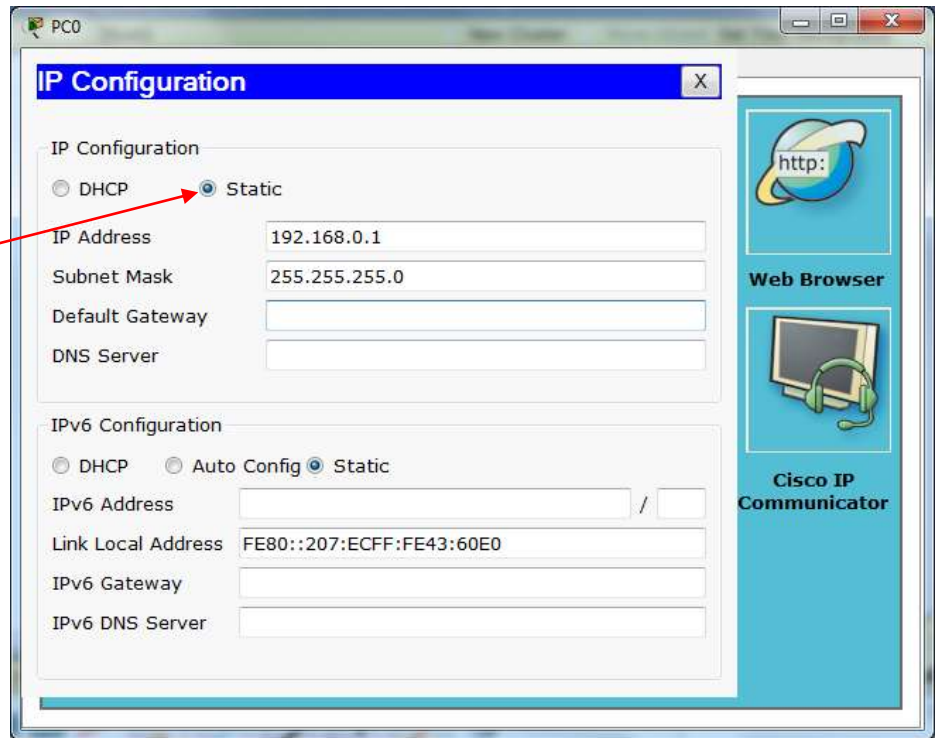 PC0
IP Configuration
X
IP Configuration
DHCP Static
IP Address 192.168.0.1
Subnet Mask 255.255.255.0
Default Gateway
DNS Server
IPv6 Configuration
DHCP Auto Config Static
IPv6 Address /
Link Local Address FE80::207:ECFF:FE43:60E0
IPv6 Gateway
IPv6 DNS Server
http:
Web Browser
Cisco IP
Communicator